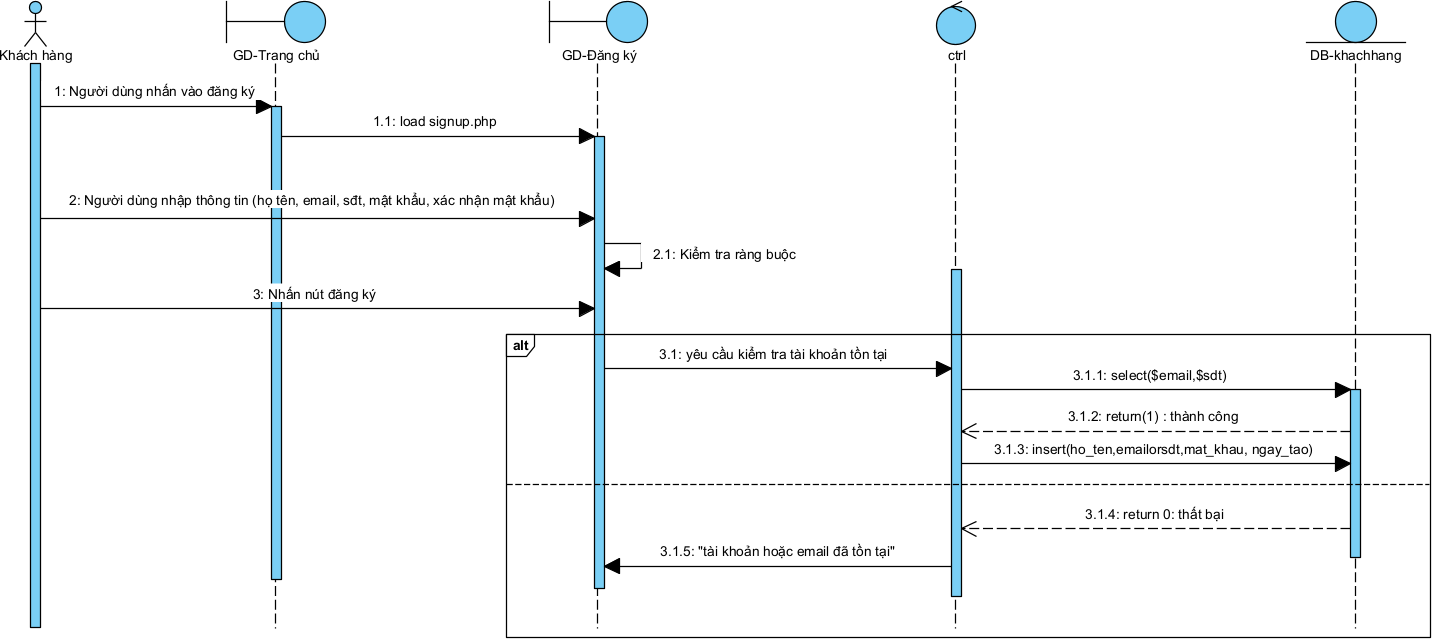 Khách hàng
GD-Trang chủ
GD-Đăng ký
ctrl
DB-khachhang
1: Người dùng nhấn vào đăng ký
1.1: load signup.php
2: Người dùng nhập thông tin (họ tên, email, sđt, mật khẩu, xác nhận mật khẩu)
2.1: Kiểm tra ràng buộc
3: Nhấn nút đăng ký
alt
3.1: yêu cầu kiểm tra tài khoản tồn tại
3.1.1: select($email,$sdt)
3.1.2: return(1) : thành công
3.1.3: insert(ho_ten,emailorsdt,mat_khau, ngay_tao)
3.1.4: return 0: thất bại
3.1.5: "tài khoản hoặc email đã tồn tại"